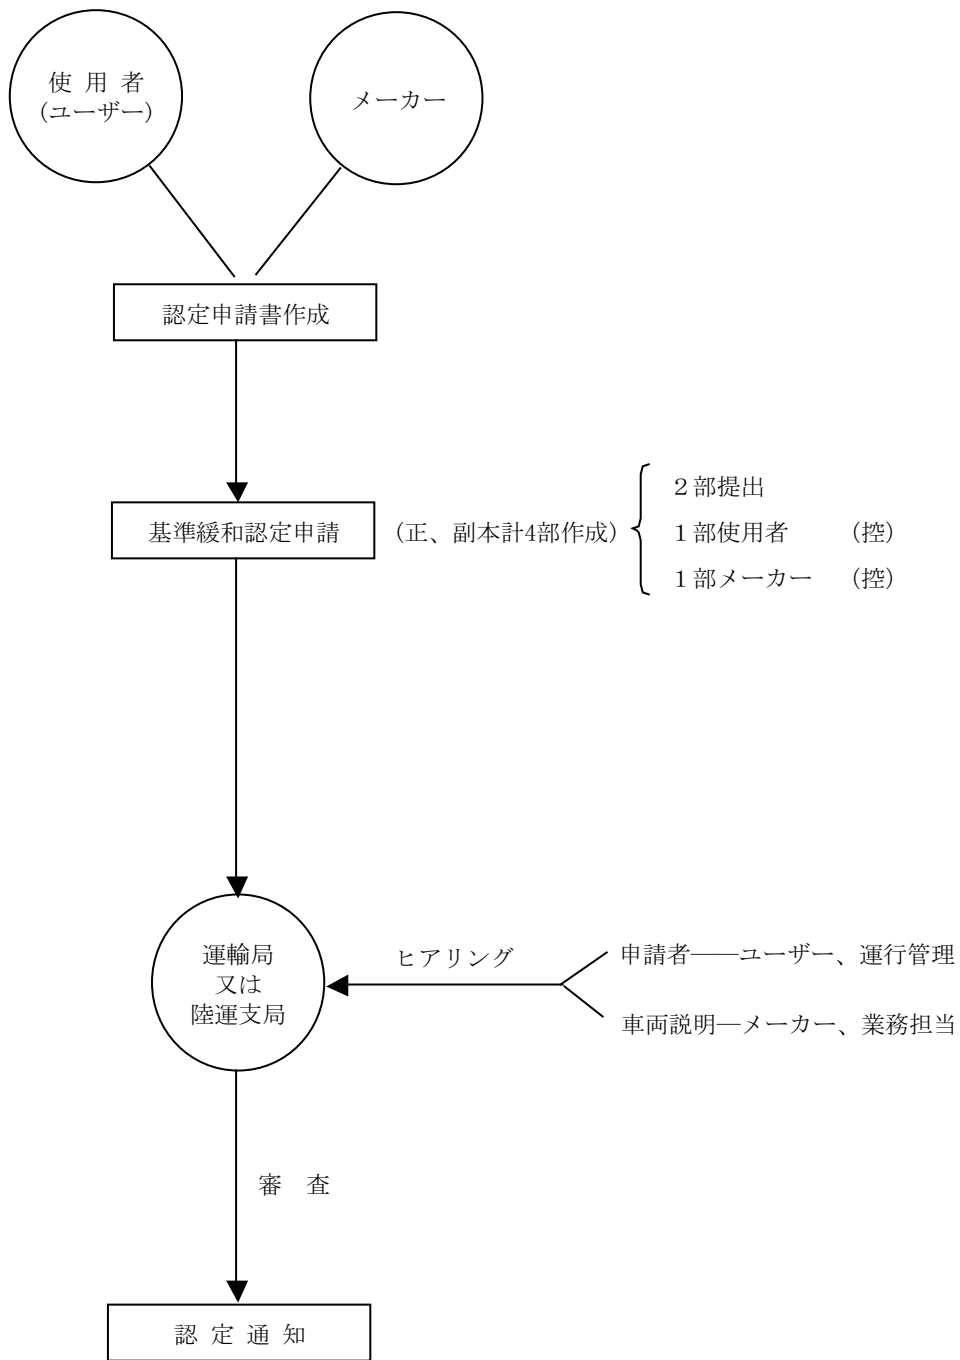 使 用 者
(ユーザー)
メーカー
認定申請書作成
基準緩和認定申請
(正、副本計4部作成)
２部提出
１部使用者 (控)
１部メーカー (控)
運輸局
又は
陸運支局
ヒアリング
申請者――ユーザー、運行管理
車両説明―メーカー、業務担当
審 査
認 定 通 知